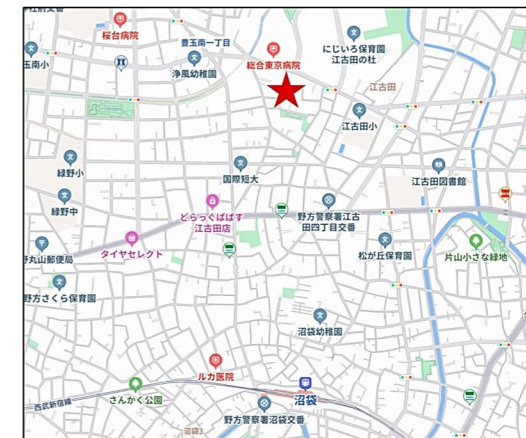 桜台病院
豊玉南一丁目
にじいろ保育園
江古田の杜
玉南小
浄風幼稚園
総合東京病院
江古田
江古田小
緑野小
国際短大
江古田図書館
緑野中
どらっぐぱぱす
江古田店
野方警察署江古
田四丁目交番
丸山郵便局
タイヤセレクト
松が丘保育園
片山小さな緑地
野方さくら保育園
沼袋幼稚園
ルカ医院
さんかく公園
沼袋
西武新宿線
野方警察署沼袋交番
沼袋3